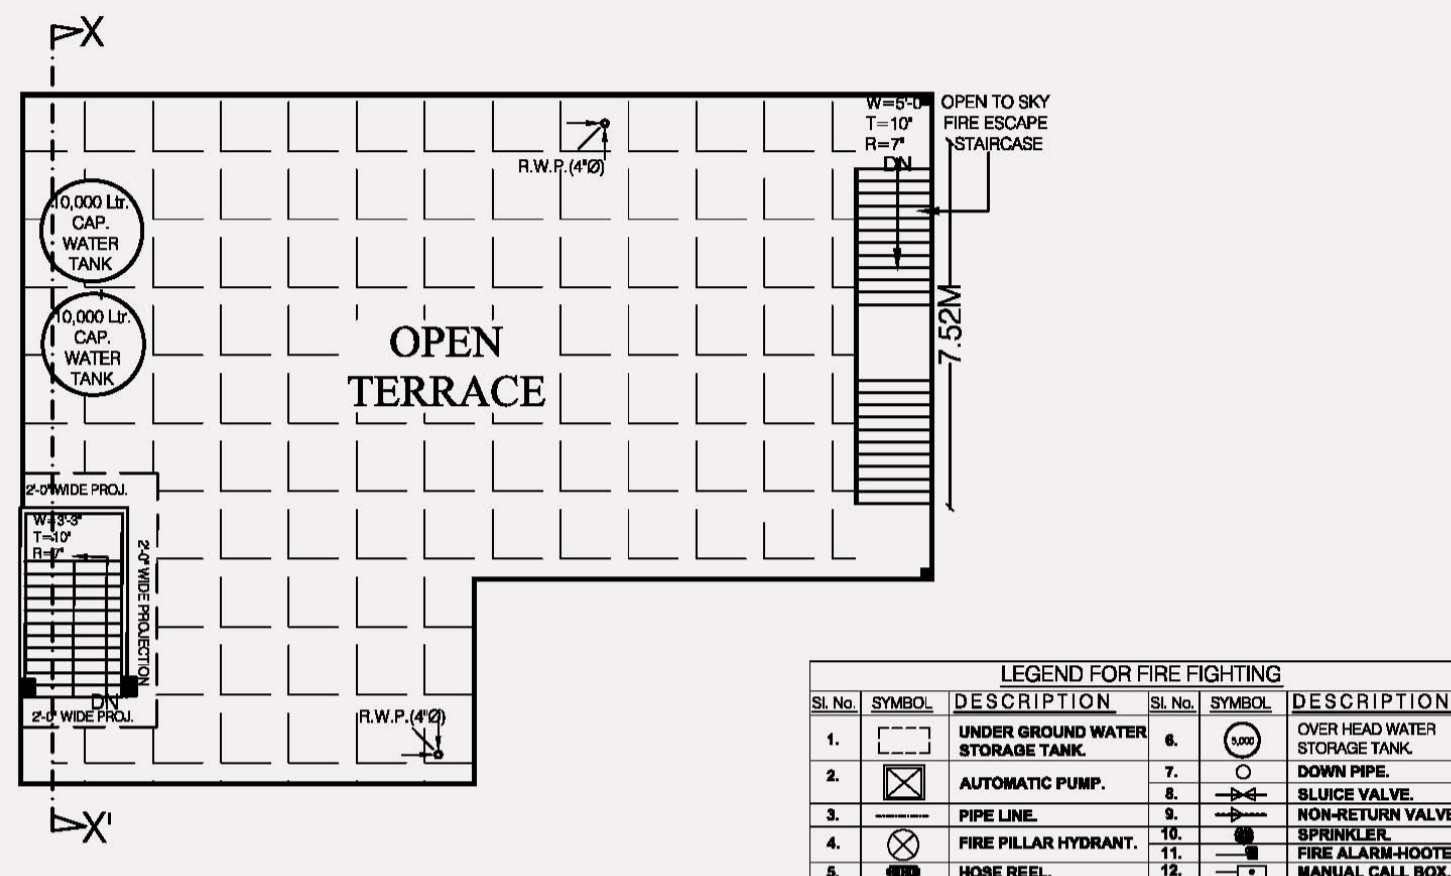 X
W=5'-0"
T=10"
R=7"
DN
OPEN TO SKY
FIRE ESCAPE
STAIRCASE
R.W.P.(4"Ø)
10,000 Ltr.
CAP.
WATER
TANK
10,000 Ltr.
CAP.
WATER
TANK
OPEN
TERRACE
7.52M
2'-0" WIDE PROJ.
W=3'-3"
T=10"
R=7"
2'-0" WIDE PROJECTION
DN
2'-0" WIDE PROJ.
R.W.P.(4"Ø)
X'
LEGEND FOR FIRE FIGHTING
Sl. No. SYMBOL DESCRIPTION Sl. No. SYMBOL DESCRIPTION
1. UNDER GROUND WATER STORAGE TANK. 6. 5,000 OVER HEAD WATER STORAGE TANK.
2. AUTOMATIC PUMP. 7. DOWN PIPE.
8. SLUICE VALVE.
3. PIPE LINE. 9. NON-RETURN VALVE
4. FIRE PILLAR HYDRANT. 10. SPRINKLER.
11. FIRE ALARM-HOOTE
5. HOSE REEL. 12. MANUAL CALL BOX.